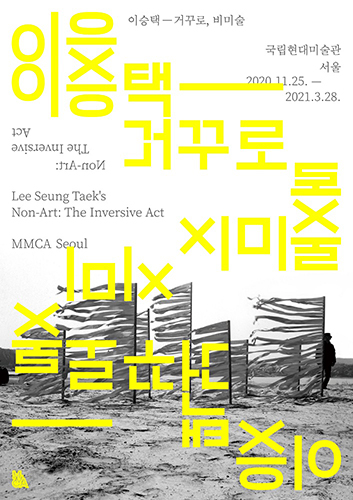 이승택 — 거꾸로, 비미술
국립현대미술관
서울
2020.11.25. —
2021.3.28.
이승택—
거꾸로
Non-Art:
The Inversive
Act
Lee Seung Taek's
Non-Art: The Inversive Act
MMCA Seoul